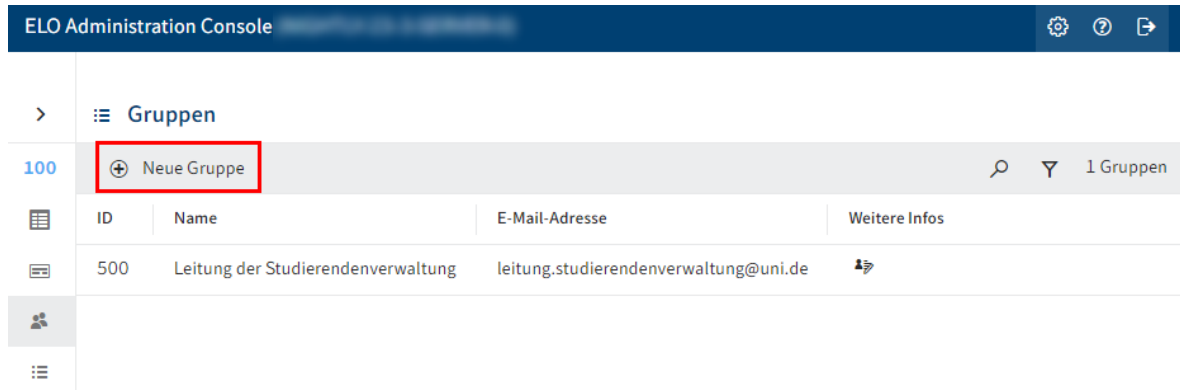 ELO Administration Console
Gruppen
100
Neue Gruppe
1 Gruppen
ID Name E-Mail-Adresse Weitere Infos
500 Leitung der Studierendenverwaltung leitung.studierendenverwaltung@uni.de